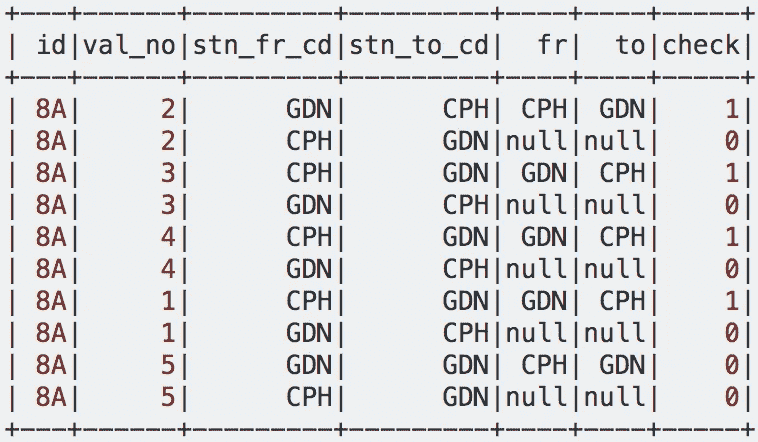 +---+------+---------+---------+----+----+-----+
| id|val_no|stn_fr_cd|stn_to_cd|  fr|  to|check|
+---+------+---------+---------+----+----+-----+
| 8A|     2|      GDN|      CPH| CPH| GDN|    1|
| 8A|     2|      CPH|      GDN|null|null|    0|
| 8A|     3|      CPH|      GDN| GDN| CPH|    1|
| 8A|     3|      GDN|      CPH|null|null|    0|
| 8A|     4|      CPH|      GDN| GDN| CPH|    1|
| 8A|     4|      GDN|      CPH|null|null|    0|
| 8A|     1|      CPH|      GDN| GDN| CPH|    1|
| 8A|     1|      GDN|      CPH|null|null|    0|
| 8A|     5|      GDN|      GDN| CPH| GDN|    0|
| 8A|     5|      CPH|      GDN|null|null|    0|
+---+------+---------+---------+----+----+-----+